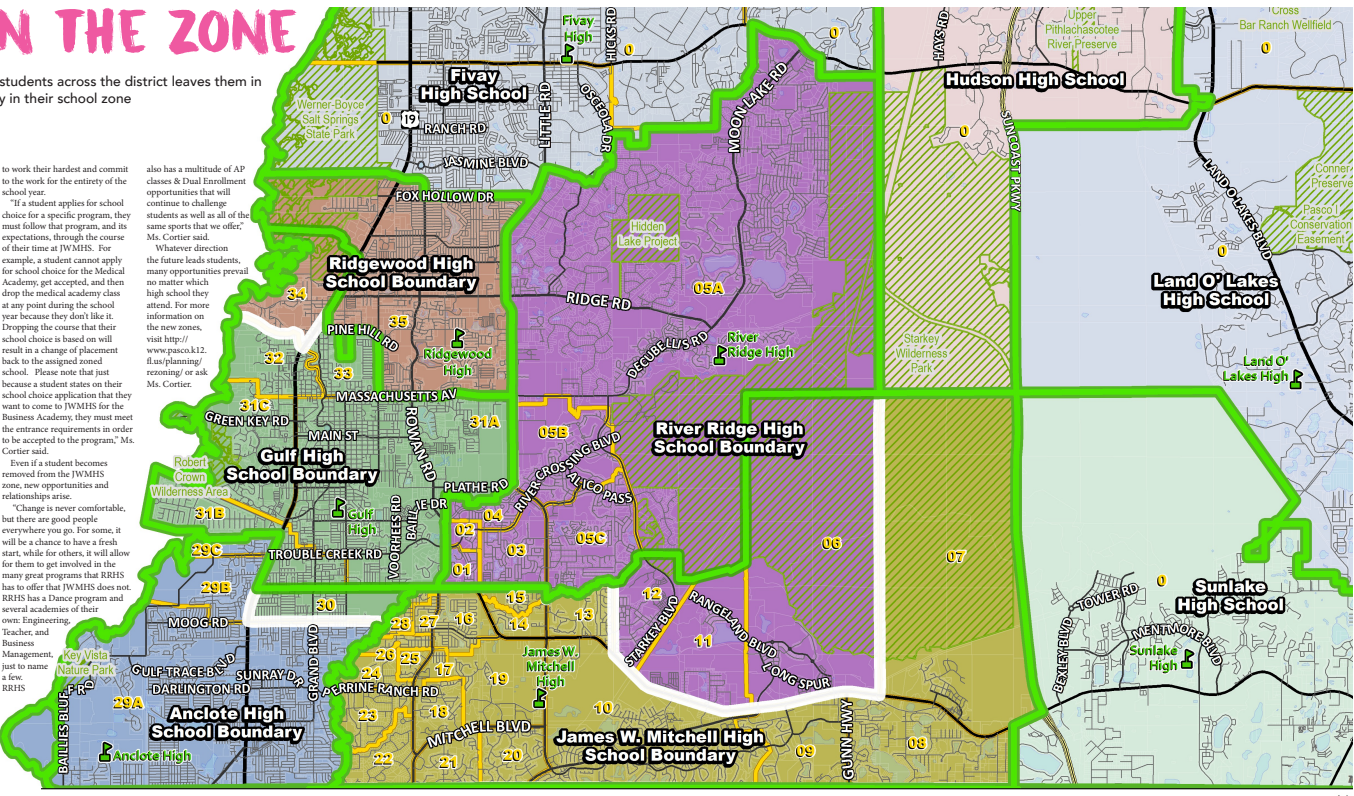 N THE ZONE
students across the district leaves them in
y in their school zone
to work their hardest and commit
to the work for the entirety of the
school year.
"If a student applies for school
choice for a specific program, they
must follow that program, and its
expectations, through the course
of their time at JWMHS. For
example, a student cannot apply
for school choice for the Medical
Academy, get accepted, and then
drop the medical academy class
at any point during the school
year because they don't like it.
Dropping the course that their
school choice is based on will
result in a change of placement
back to the assigned zoned
school. Please note that just
because a student states on their
school choice application that they
want to come to JWMHS for the
Business Academy, they must meet
the entrance requirements in order
to be accepted to the program," Ms.
Cortier said.
Even if a student becomes
removed from the JWMHS
zone, new opportunities and
relationships arise.
"Change is never comfortable,
but there are good people
everywhere you go. For some, it
will be a chance to have a fresh
start, while for others, it will allow
for them to get involved in the
many great programs that RRHS
has to offer that JWMHS does not.
RRHS has a Dance program and
several academies of their
own: Engineering,
Teacher, and
Business
Management,
just to name
a few.
RRHS
also has a multitude of AP
classes & Dual Enrollment
opportunities that will
continue to challenge
students as well as all of the
same sports that we offer,"
Ms. Cortier said.
Whatever direction
the future leads students,
many opportunities prevail
no matter which
high school they
attend. For more
information on
the new zones,
visit http://
www.pasco.k12.
fl.us/planning/
rezoning/ or ask
Ms. Cortier.
Fivay
High
HICKS RD
0
0
HAYS RD
Upper
Pithlachascotee
River Preserve
Cross
Bar Ranch Wellfield
0
Fivay
High School
Hudson High School
Werner-Boyce
Salt Springs
State Park
0
19
RANCH RD
LITTLE RD
OSCEOLA DR
MOON LAKE RD
0
SUNCOAST PKWY
JASMINE BLVD
LAND O LAKES BLVD
Conner
Preserve
FOX HOLLOW DR
Pasco I
Conservation
Easement
Hidden
Lake Project
0
Ridgewood High
School Boundary
05A
Land O' Lakes
High School
34
RIDGE RD
PINE HILL RD
35
Ridgewood
High
DECUBELLIS RD
River
Ridge High
Starkey
Wilderness
Park
32
33
Land O'
Lakes High
MASSACHUSETTS AV
31C
GREEN KEY RD
ROWAN RD
31A
MAIN ST
05B
River Ridge High
School Boundary
RIVER CROSSING BLVD
Gulf High
School Boundary
Robert
Crown
Wilderness Area
ALICO PASS
PLATHE RD
31B
Gulf
High
VOORHEES RD
04
02
03
05C
06
07
29C
TROUBLE CREEK RD
01
29B
30
15
12
0
Sunlake
High School
TOWER RD
MOOG RD
28
27
16
14
13
STARKEY BLVD
RANGELAND BLVD
11
MENTMORE BLVD
Key Vista
Nature Park
26
25
James W.
Mitchell
High
BEXLEY BLVD
Sunlake
High
GULF TRACE BLVD
SUNRAY DR
GRAND BLVD
24
17
19
LONG SPUR
DARLINGTON RD
PERRINE RANCH RD
29A
BAILLIES BLUFF RD
23
18
10
Anclote High
School Boundary
MITCHELL BLVD
James W. Mitchell High
School Boundary
GUNN HWY
Anclote High
22
21
20
09
08